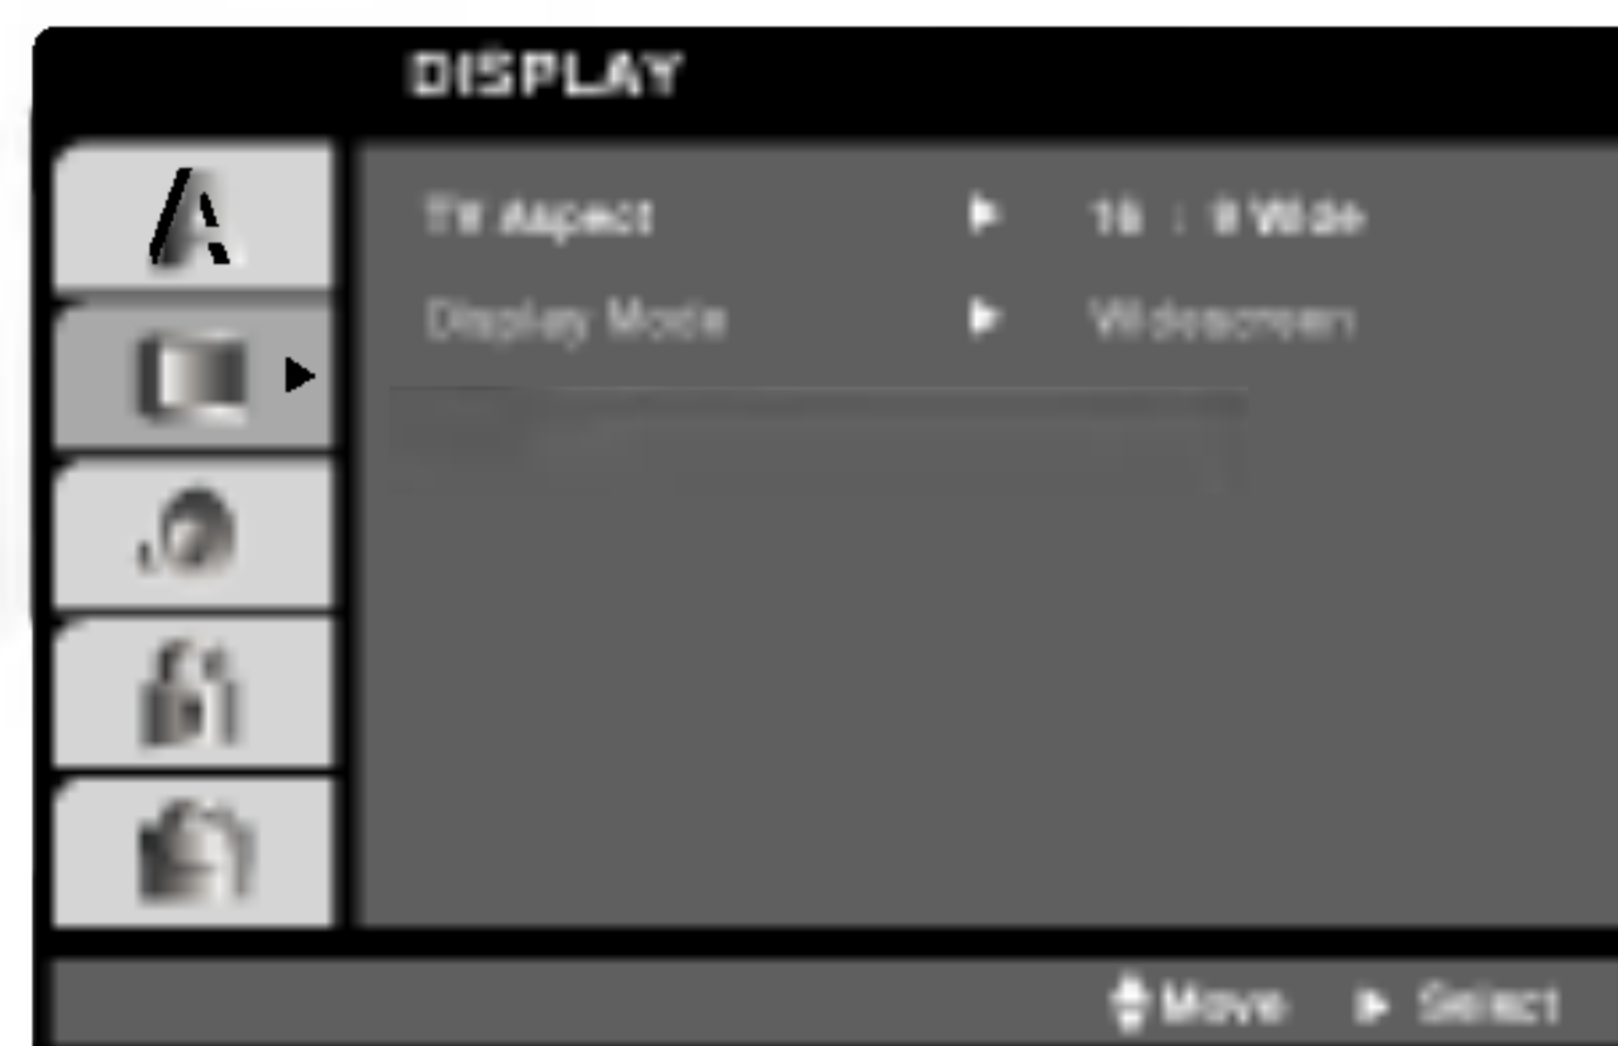 DISPLAY
TV Aspect ► 16 : 9 Wide
Display Mode ► Widescreen
Move ► Select